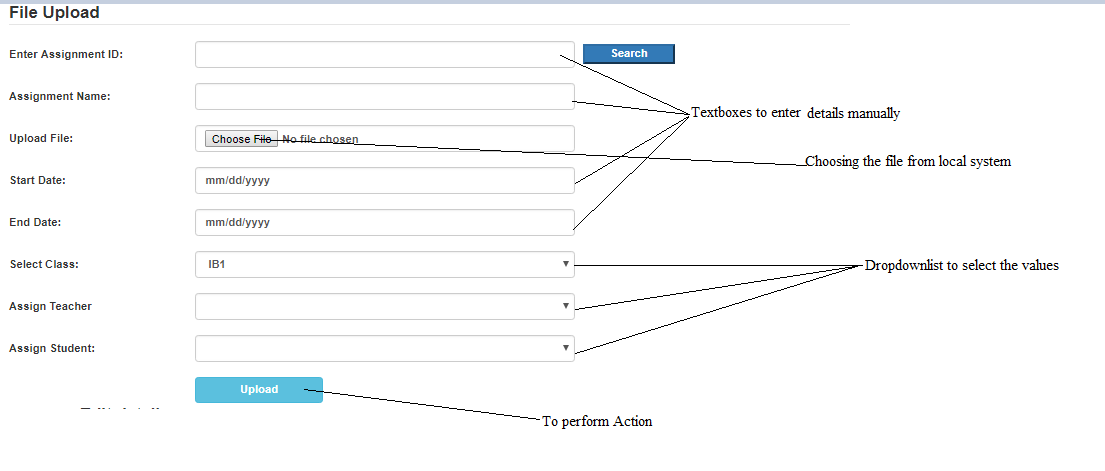 File Upload
Enter Assignment ID: Search
Assignment Name:
Textboxes to enter details manually
Upload File: Choose File No file chosen
Choosing the file from local system
Start Date: mm/dd/yyyy
End Date: mm/dd/yyyy
Select Class: IB1
Dropdownlist to select the values
Assign Teacher
Assign Student:
Upload
To perform Action